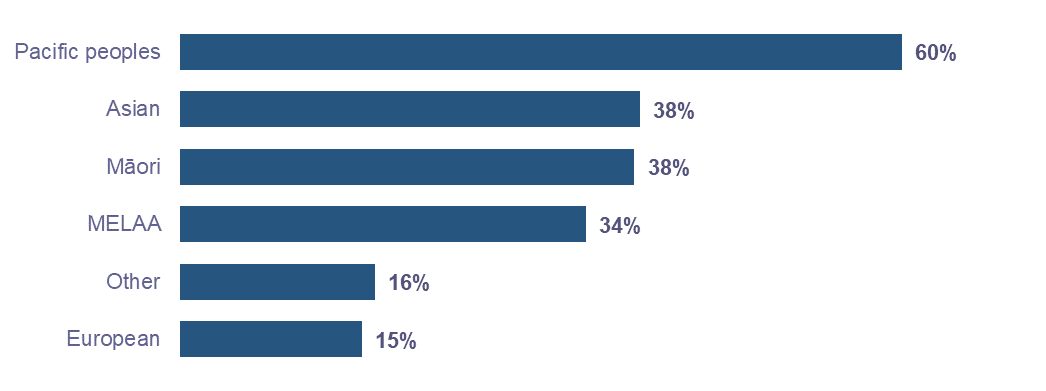 Pacific peoples 60%
Asian 38%
Māori 38%
MELAA 34%
Other 16%
European 15%